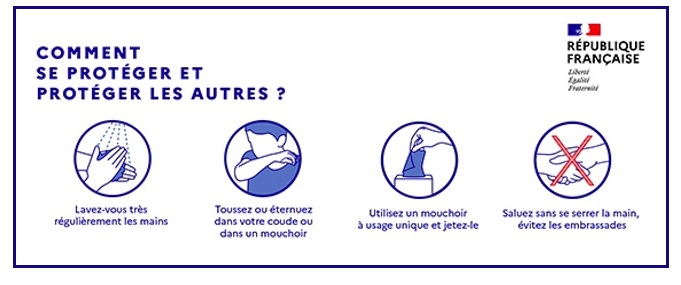 COMMENT
SE PROTÉGER ET
PROTÉGER LES AUTRES ?
RÉPUBLIQUE
FRANÇAISE
Liberté
Égalité
Fraternité
Lavez-vous très
régulièrement les mains
Toussez ou éternuez
dans votre coude ou
dans un mouchoir
Utilisez un mouchoir
à usage unique et jetez-le
Saluez sans se serrer la main,
évitez les embrassades